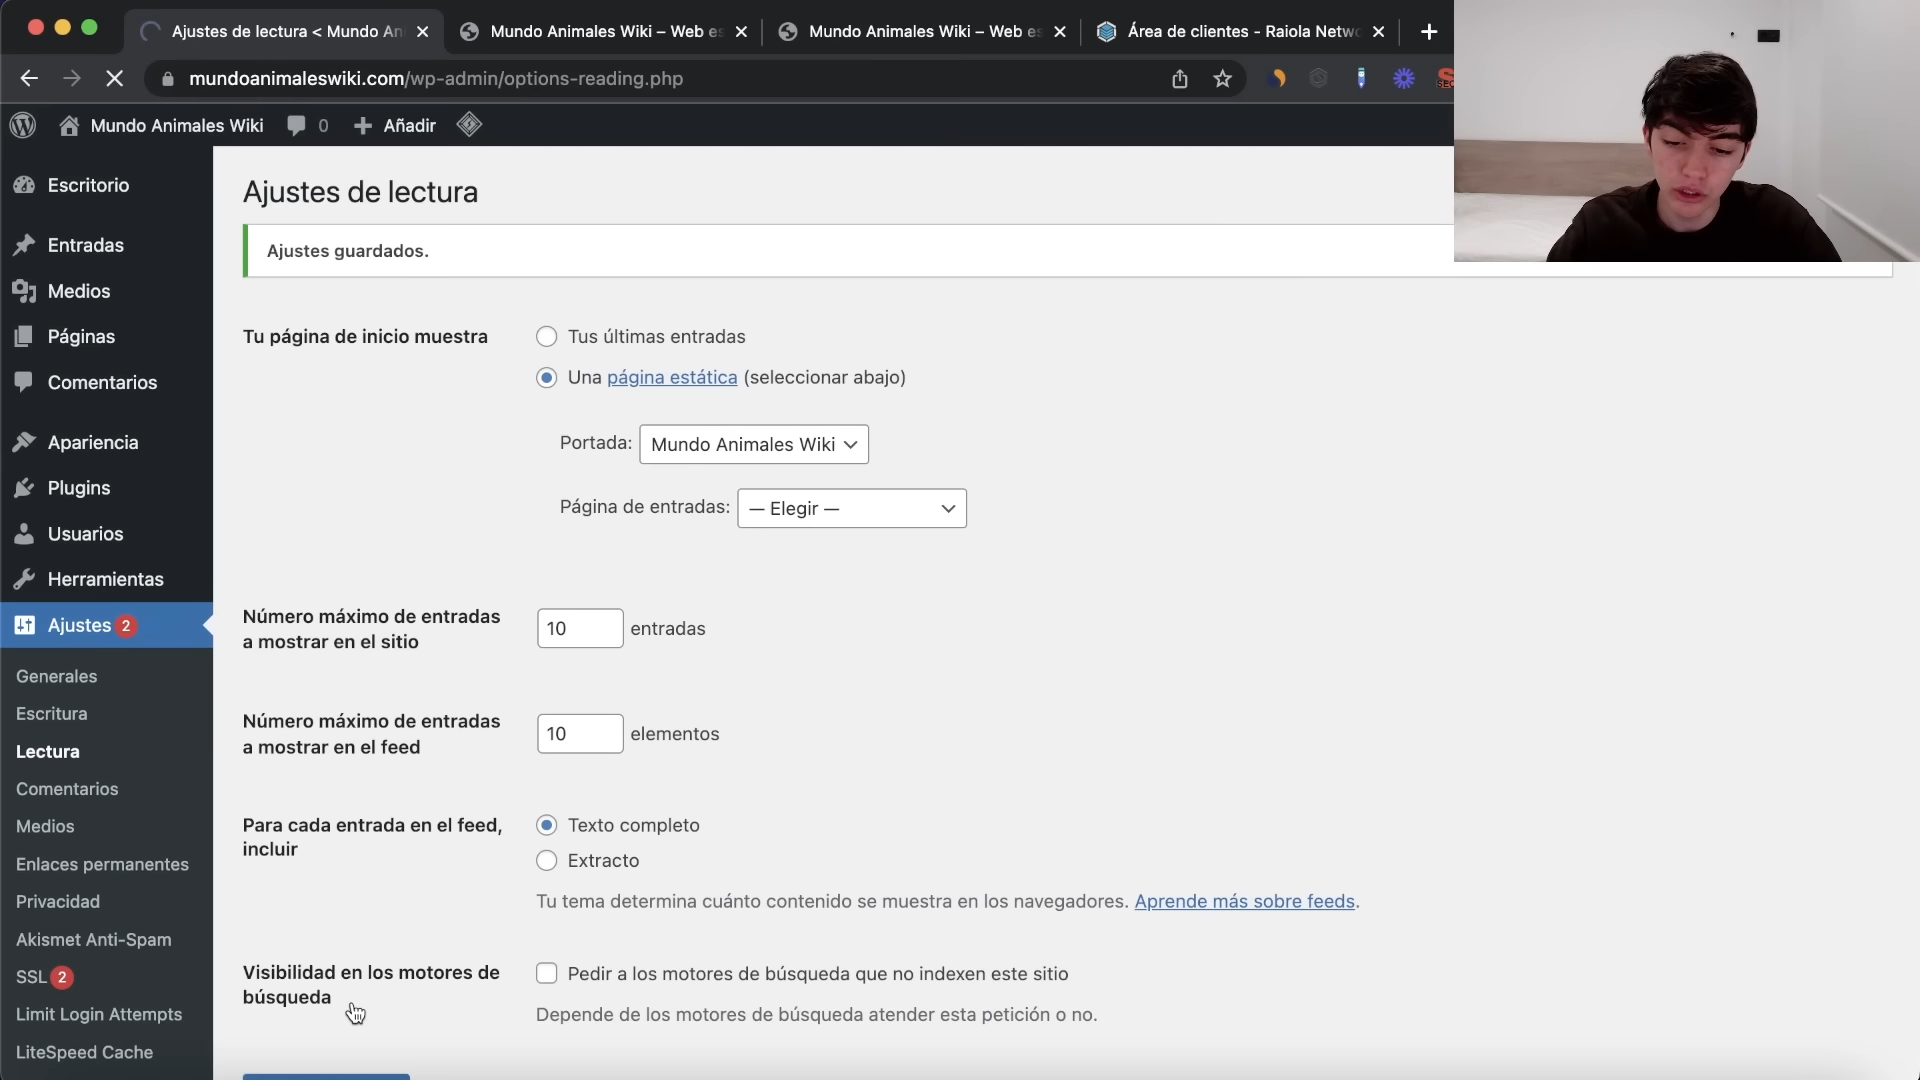 Ajustes de lectura < Mundo An
Mundo Animales Wiki – Web es
Mundo Animales Wiki – Web es
Área de clientes - Raiola Netwo
mundoanimaleswiki.com/wp-admin/options-reading.php
Mundo Animales Wiki
0
Añadir
Escritorio
Entradas
Medios
Páginas
Comentarios
Apariencia
Plugins
Usuarios
Herramientas
Ajustes 2
Generales
Escritura
Lectura
Comentarios
Medios
Enlaces permanentes
Privacidad
Akismet Anti-Spam
SSL 2
Limit Login Attempts
LiteSpeed Cache
Ajustes de lectura
Ajustes guardados.
Tu página de inicio muestra
Tus últimas entradas
Una página estática (seleccionar abajo)
Portada: Mundo Animales Wiki
Página de entradas: — Elegir —
Número máximo de entradas
a mostrar en el sitio
10 entradas
Número máximo de entradas
a mostrar en el feed
10 elementos
Para cada entrada en el feed,
incluir
Texto completo
Extracto
Tu tema determina cuánto contenido se muestra en los navegadores. Aprende más sobre feeds.
Visibilidad en los motores de
búsqueda
Pedir a los motores de búsqueda que no indexen este sitio
Depende de los motores de búsqueda atender esta petición o no.